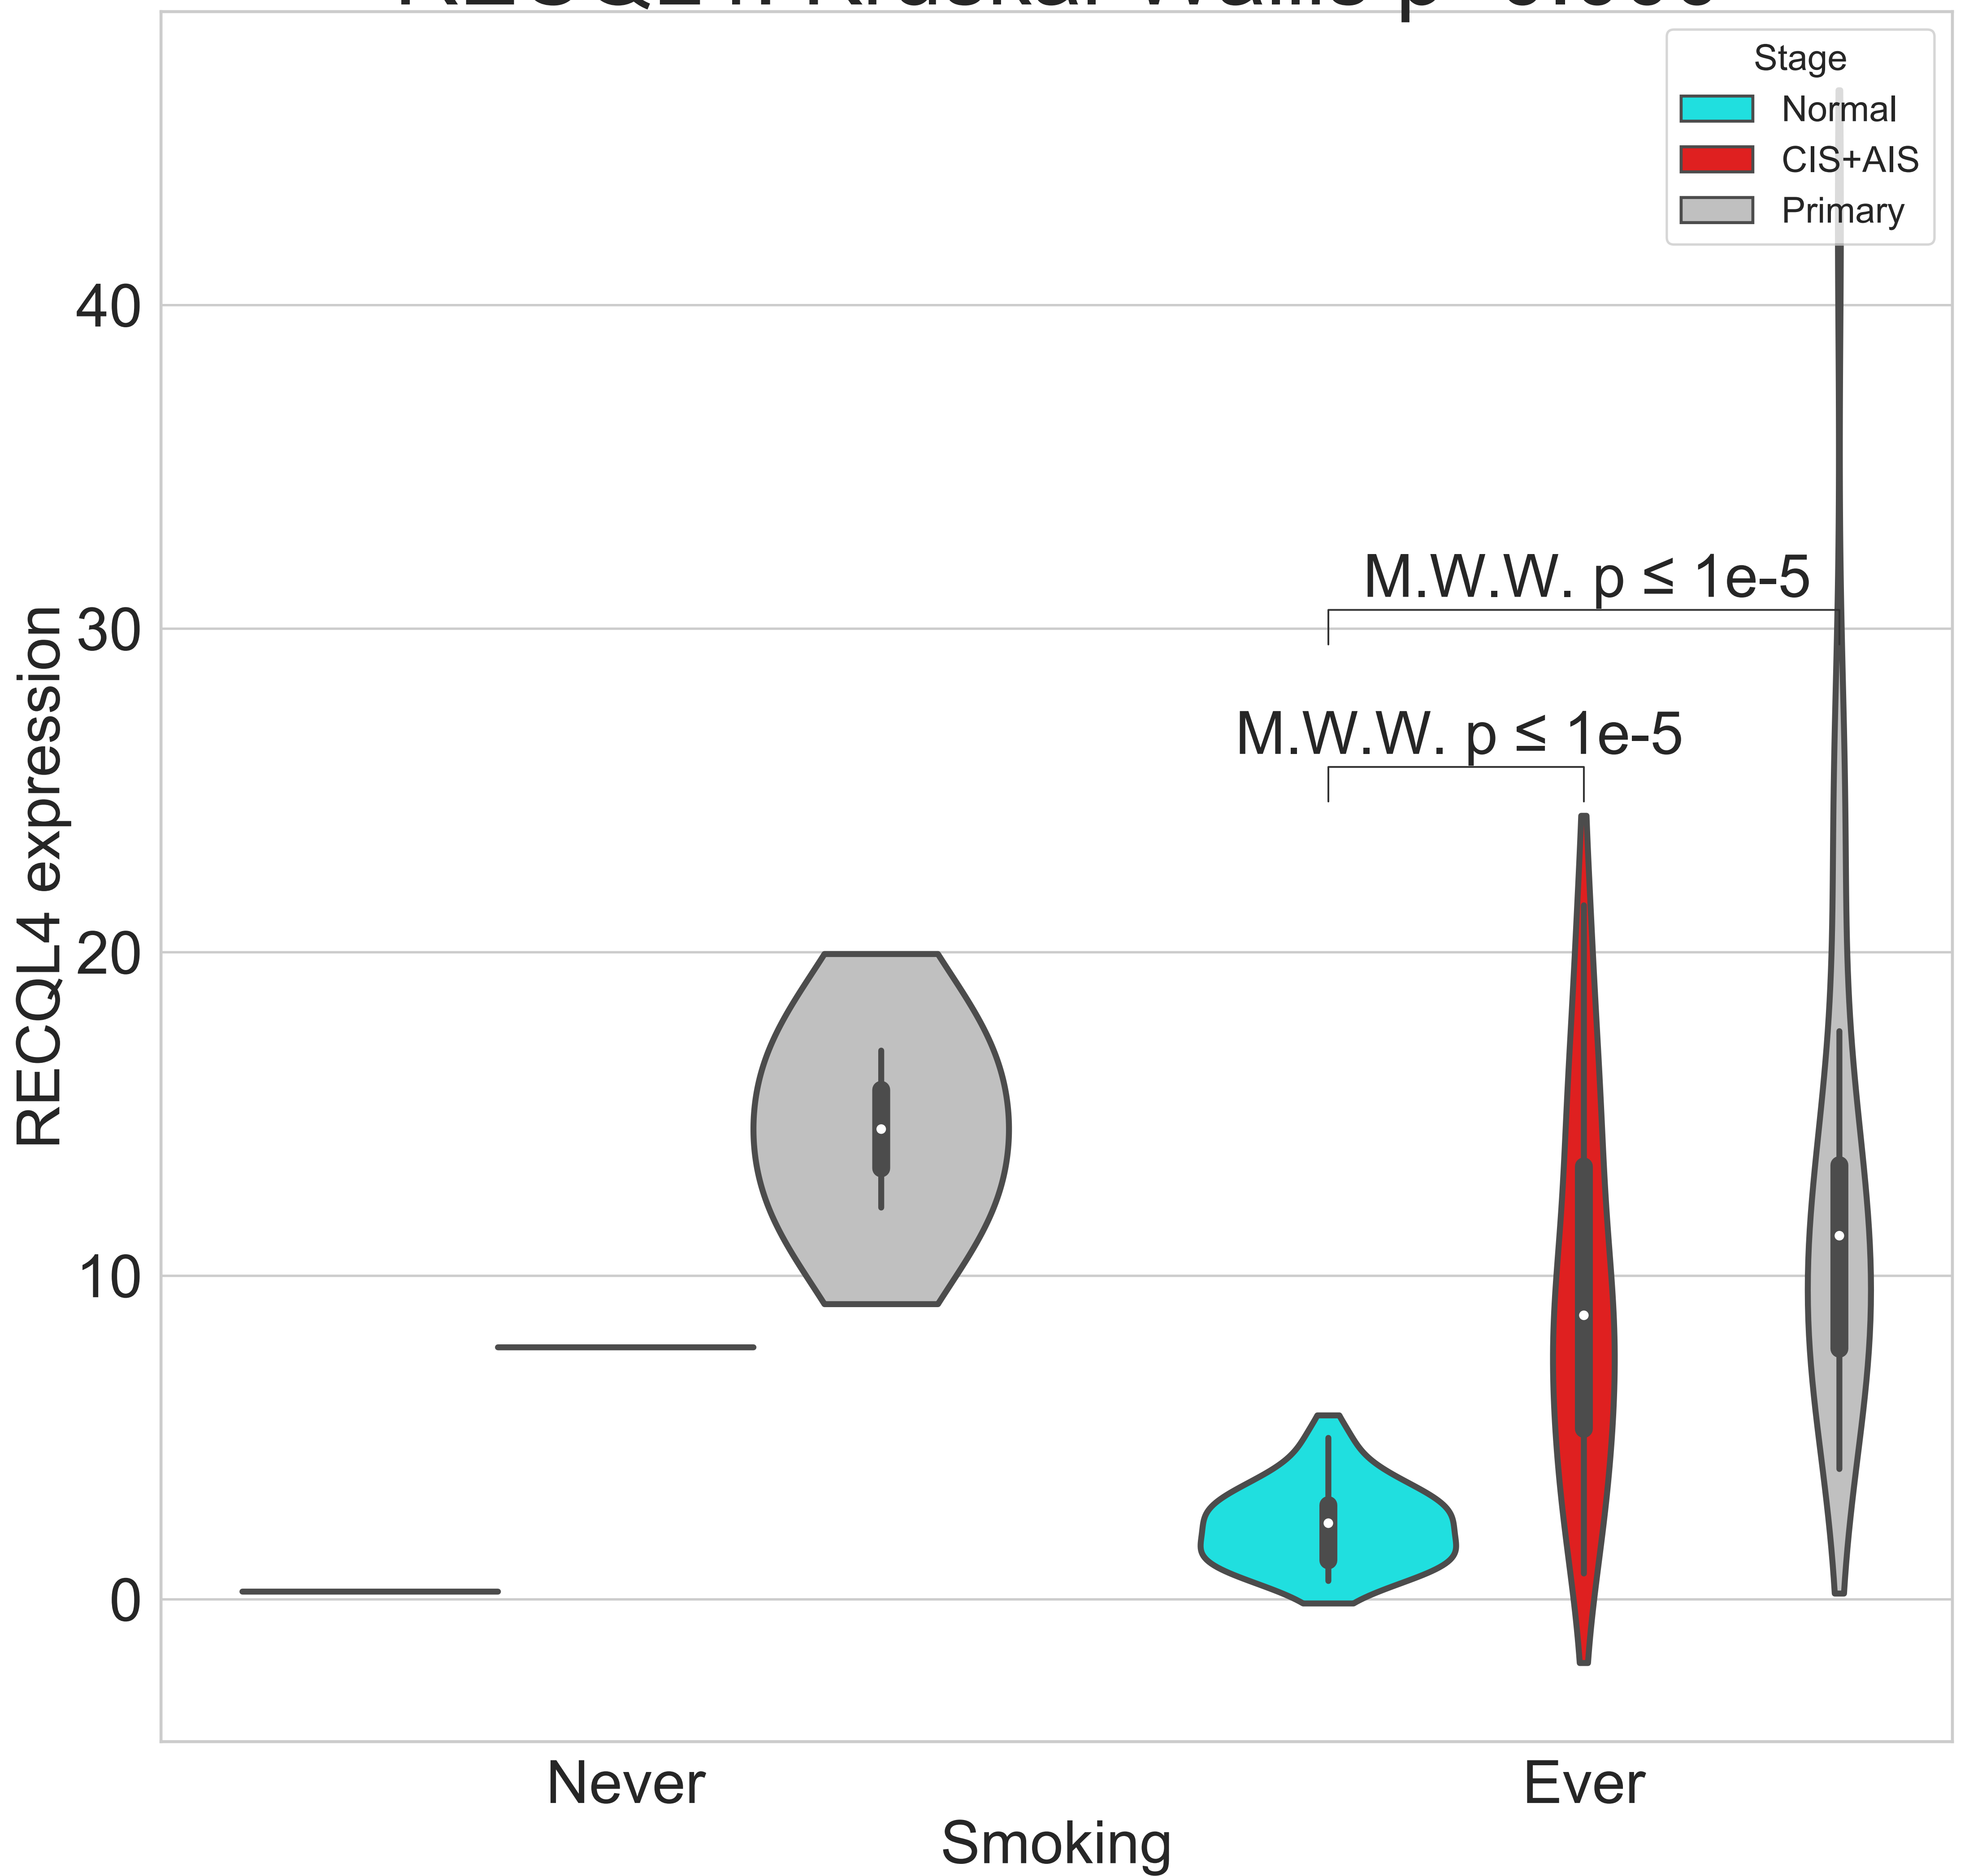 Stage
Normal
CIS+AIS
Primary
40
30
20
10
0
RECQL4 expression
M.W.W. p ≤ 1e-5
M.W.W. p ≤ 1e-5
Never
Ever
Smoking